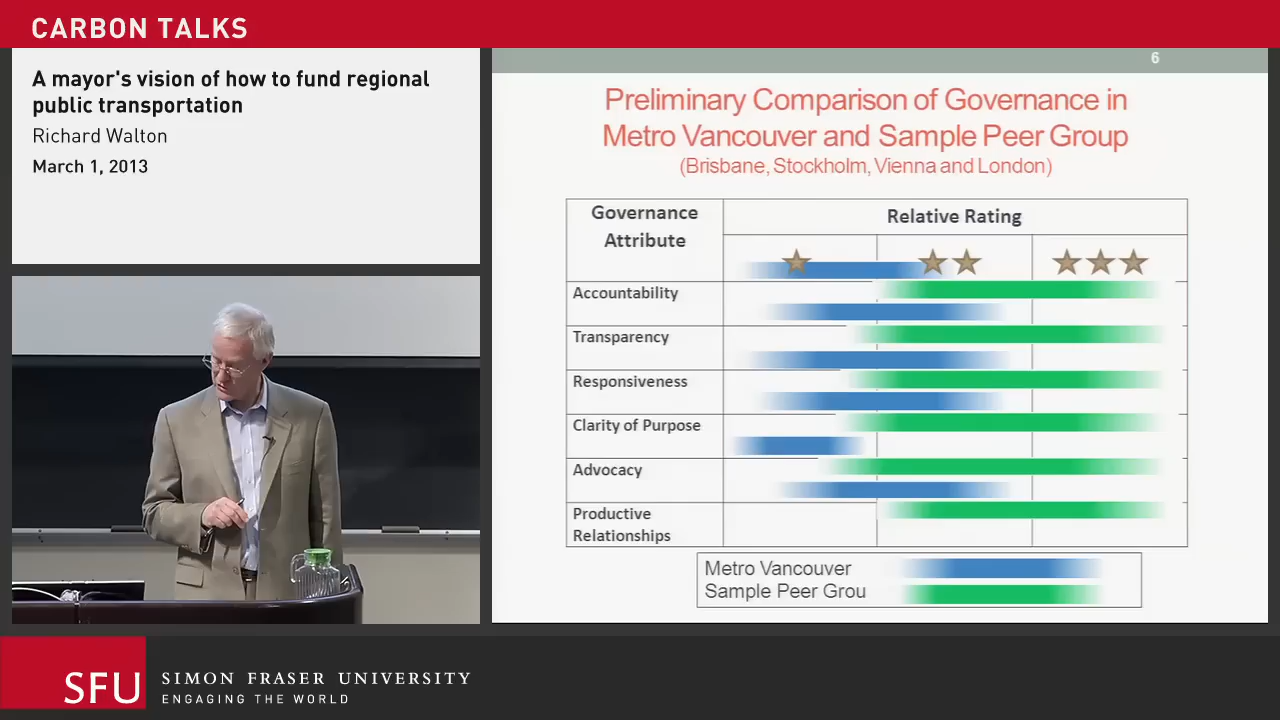 CARBON TALKS
A mayor's vision of how to fund regional
public transportation
Richard Walton
March 1, 2013
6
Preliminary Comparison of Governance in
Metro Vancouver and Sample Peer Group
(Brisbane, Stockholm, Vienna and London)
Governance
Attribute
Relative Rating
Accountability
Transparency
Responsiveness
Clarity of Purpose
Advocacy
Productive
Relationships
Metro Vancouver
Sample Peer Grou
SFU
SIMON FRASER UNIVERSITY
ENGAGING THE WORLD